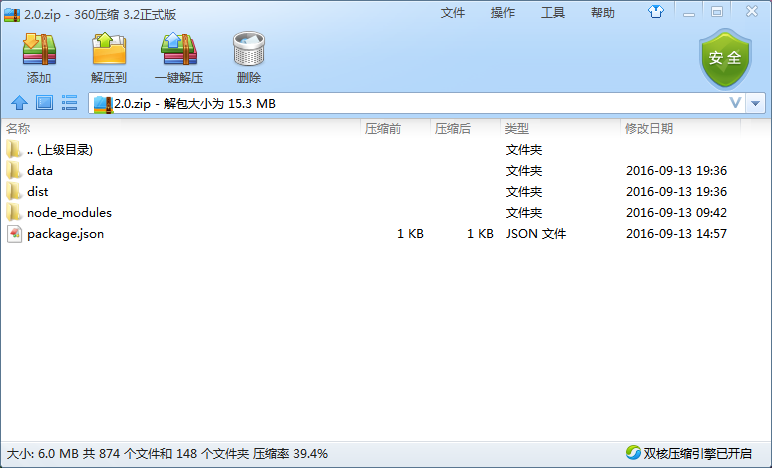 2.0.zip - 360压缩 3.2正式版 文件 操作 工具 帮助
添加 解压到 一键解压 删除 安全
2.0.zip - 解包大小为 15.3 MB
名称 压缩前 压缩后 类型 修改日期
.. (上级目录) 文件夹
data 文件夹 2016-09-13 19:36
dist 文件夹 2016-09-13 19:36
node_modules 文件夹 2016-09-13 09:42
package.json 1 KB 1 KB JSON 文件 2016-09-13 14:57
大小: 6.0 MB 共 874 个文件和 148 个文件夹 压缩率 39.4% 双核压缩引擎已开启